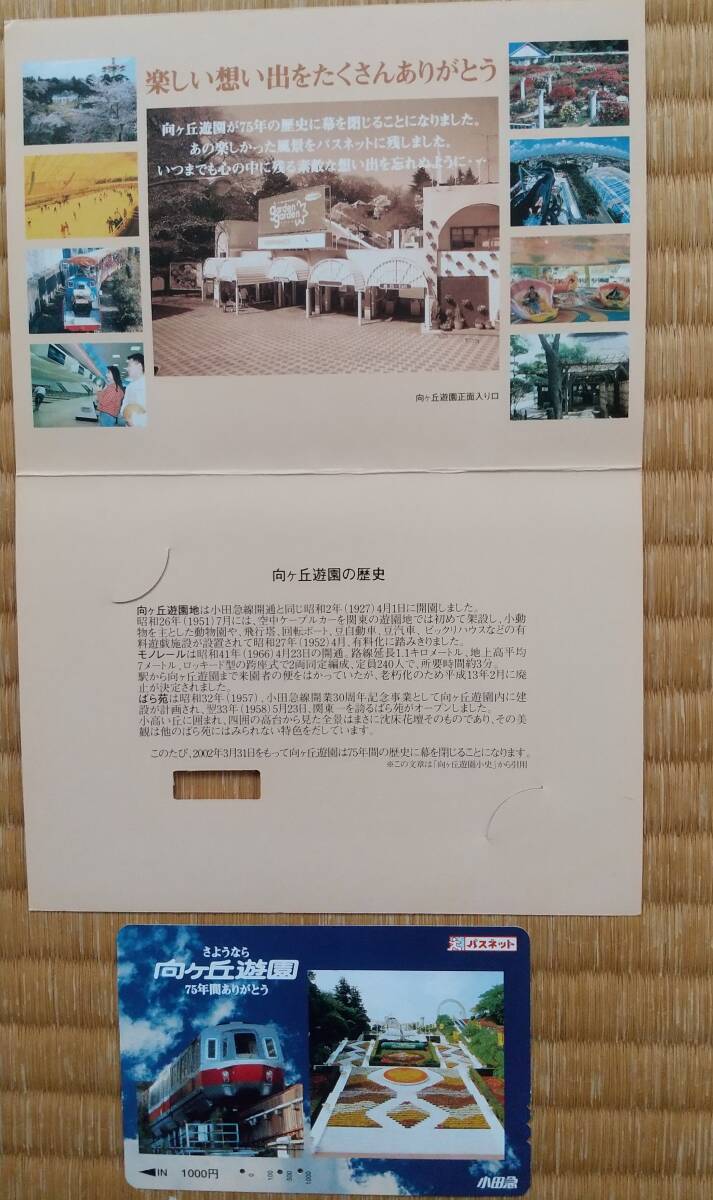 楽しい想い出をたくさんありがとう
向ヶ丘遊園が75年の歴史に幕を閉じることになりました。
あの楽しかった風景をパスネットに残しました。
いつまでも心の中に残る素敵な想い出を忘れぬように・・・
garden
garden
向ヶ丘遊園正面入り口
向ヶ丘遊園の歴史
向ヶ丘遊園地は小田急線開通と同じ昭和2年(1927)4月1日に開園しました。
昭和26年(1951)7月には、空中ケーブルカーを関東の遊園地では初めて架設し、小動
物を主とした動物園や、飛行塔、回転ボート、豆自動車、豆汽車、ビックリハウスなどの有
料遊戯施設が設置されて昭和27年(1952)4月、有料化に踏みきりました。
モノレールは昭和41年(1966)4月23日の開通。路線延長1.1キロメートル、地上高平均
7メートル、ロッキード型の跨座式で2両固定編成、定員240人で、所要時間約3分。
駅から向ヶ丘遊園まで来園者の便をはかっていたが、老朽化のため平成13年2月に廃
止が決定されました。
ばら苑は昭和32年(1957)、小田急線開業30周年記念事業として向ヶ丘遊園内に建
設が計画され、翌33年(1958)5月23日、関東一を誇るばら苑がオープンしました。
小高い丘に囲まれ、四囲の高台から見た全景はまさに沈床花壇そのものであり、その美
観は他のばら苑にはみられない特色をだしています。
このたび、2002年3月31日をもって向ヶ丘遊園は75年間の歴史に幕を閉じることになります。
※この文章は「向ヶ丘遊園小史」から引用
さようなら
向ヶ丘遊園
75年間ありがとう
パスネット
◀IN 1000円
0 100 500 1000
小田急